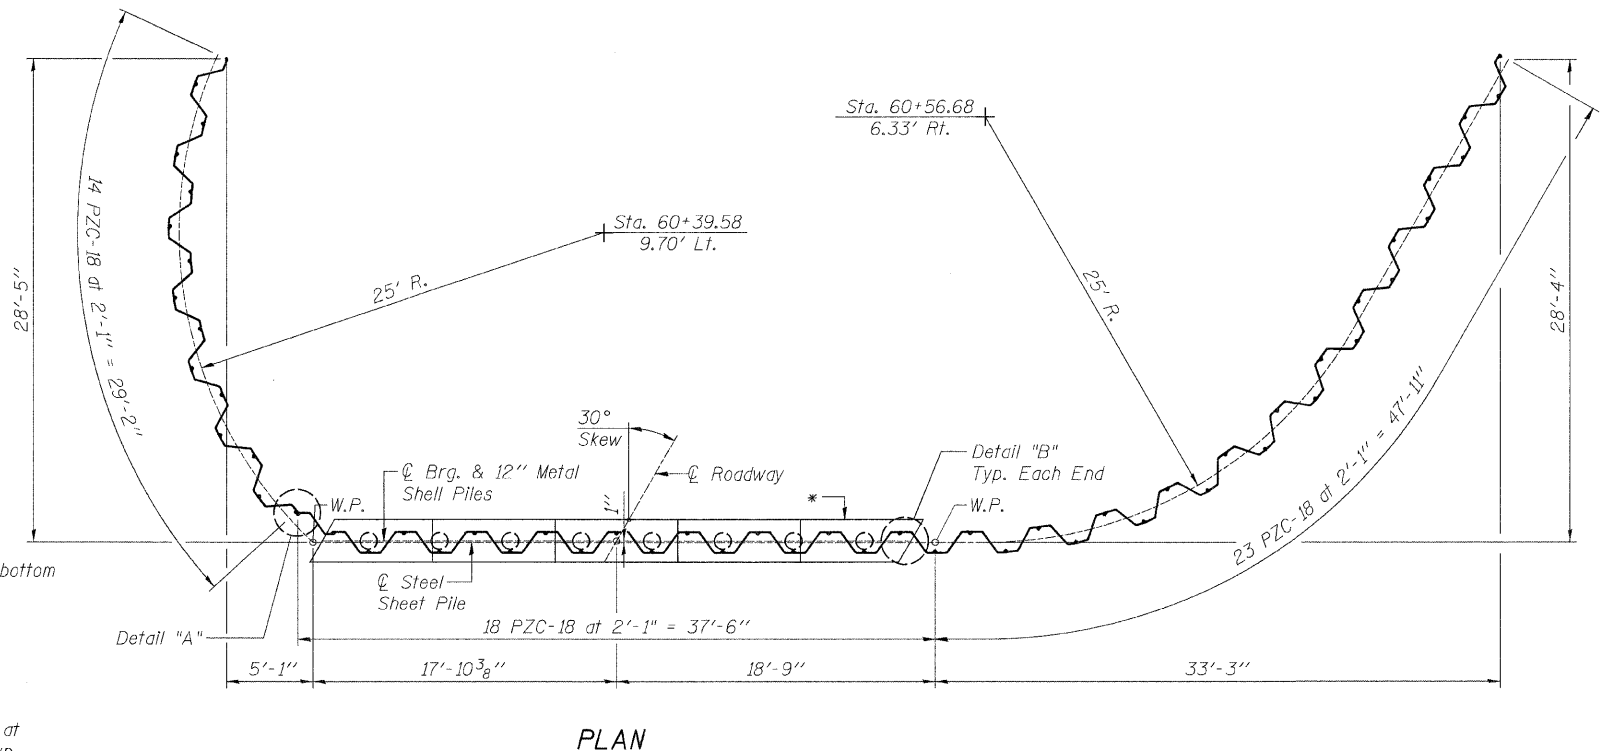 Sta. 60+56.68
6.33' Rt.
Sta. 60+39.58
9.70' Lt.
14 PZC-18 at 2'-1" = 29'-2"
28'-5"
25' R.
25' R.
28'-4"
30°
Skew
℄ Roadway
1"
℄ Brg. & 12" Metal
Shell Piles
W.P.
*
Detail "B"
Typ. Each End
W.P.
23 PZC-18 at 2'-1" = 47'-11"
bottom
℄ Steel
Sheet Pile
Detail "A"
18 PZC-18 at 2'-1" = 37'-6"
5'-1"
17'-10 3/8"
18'-9"
33'-3"
at
PLAN